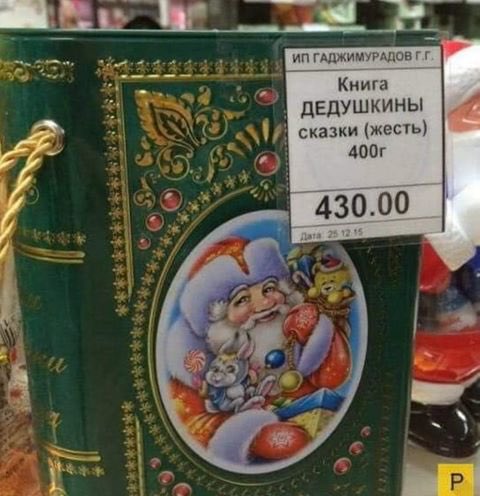 ИП ГАДЖИМУРАДОВ Г.Г.
Книга
ДЕДУШКИНЫ
сказки (жесть)
400г
430.00
Дата: 25 12 15
P